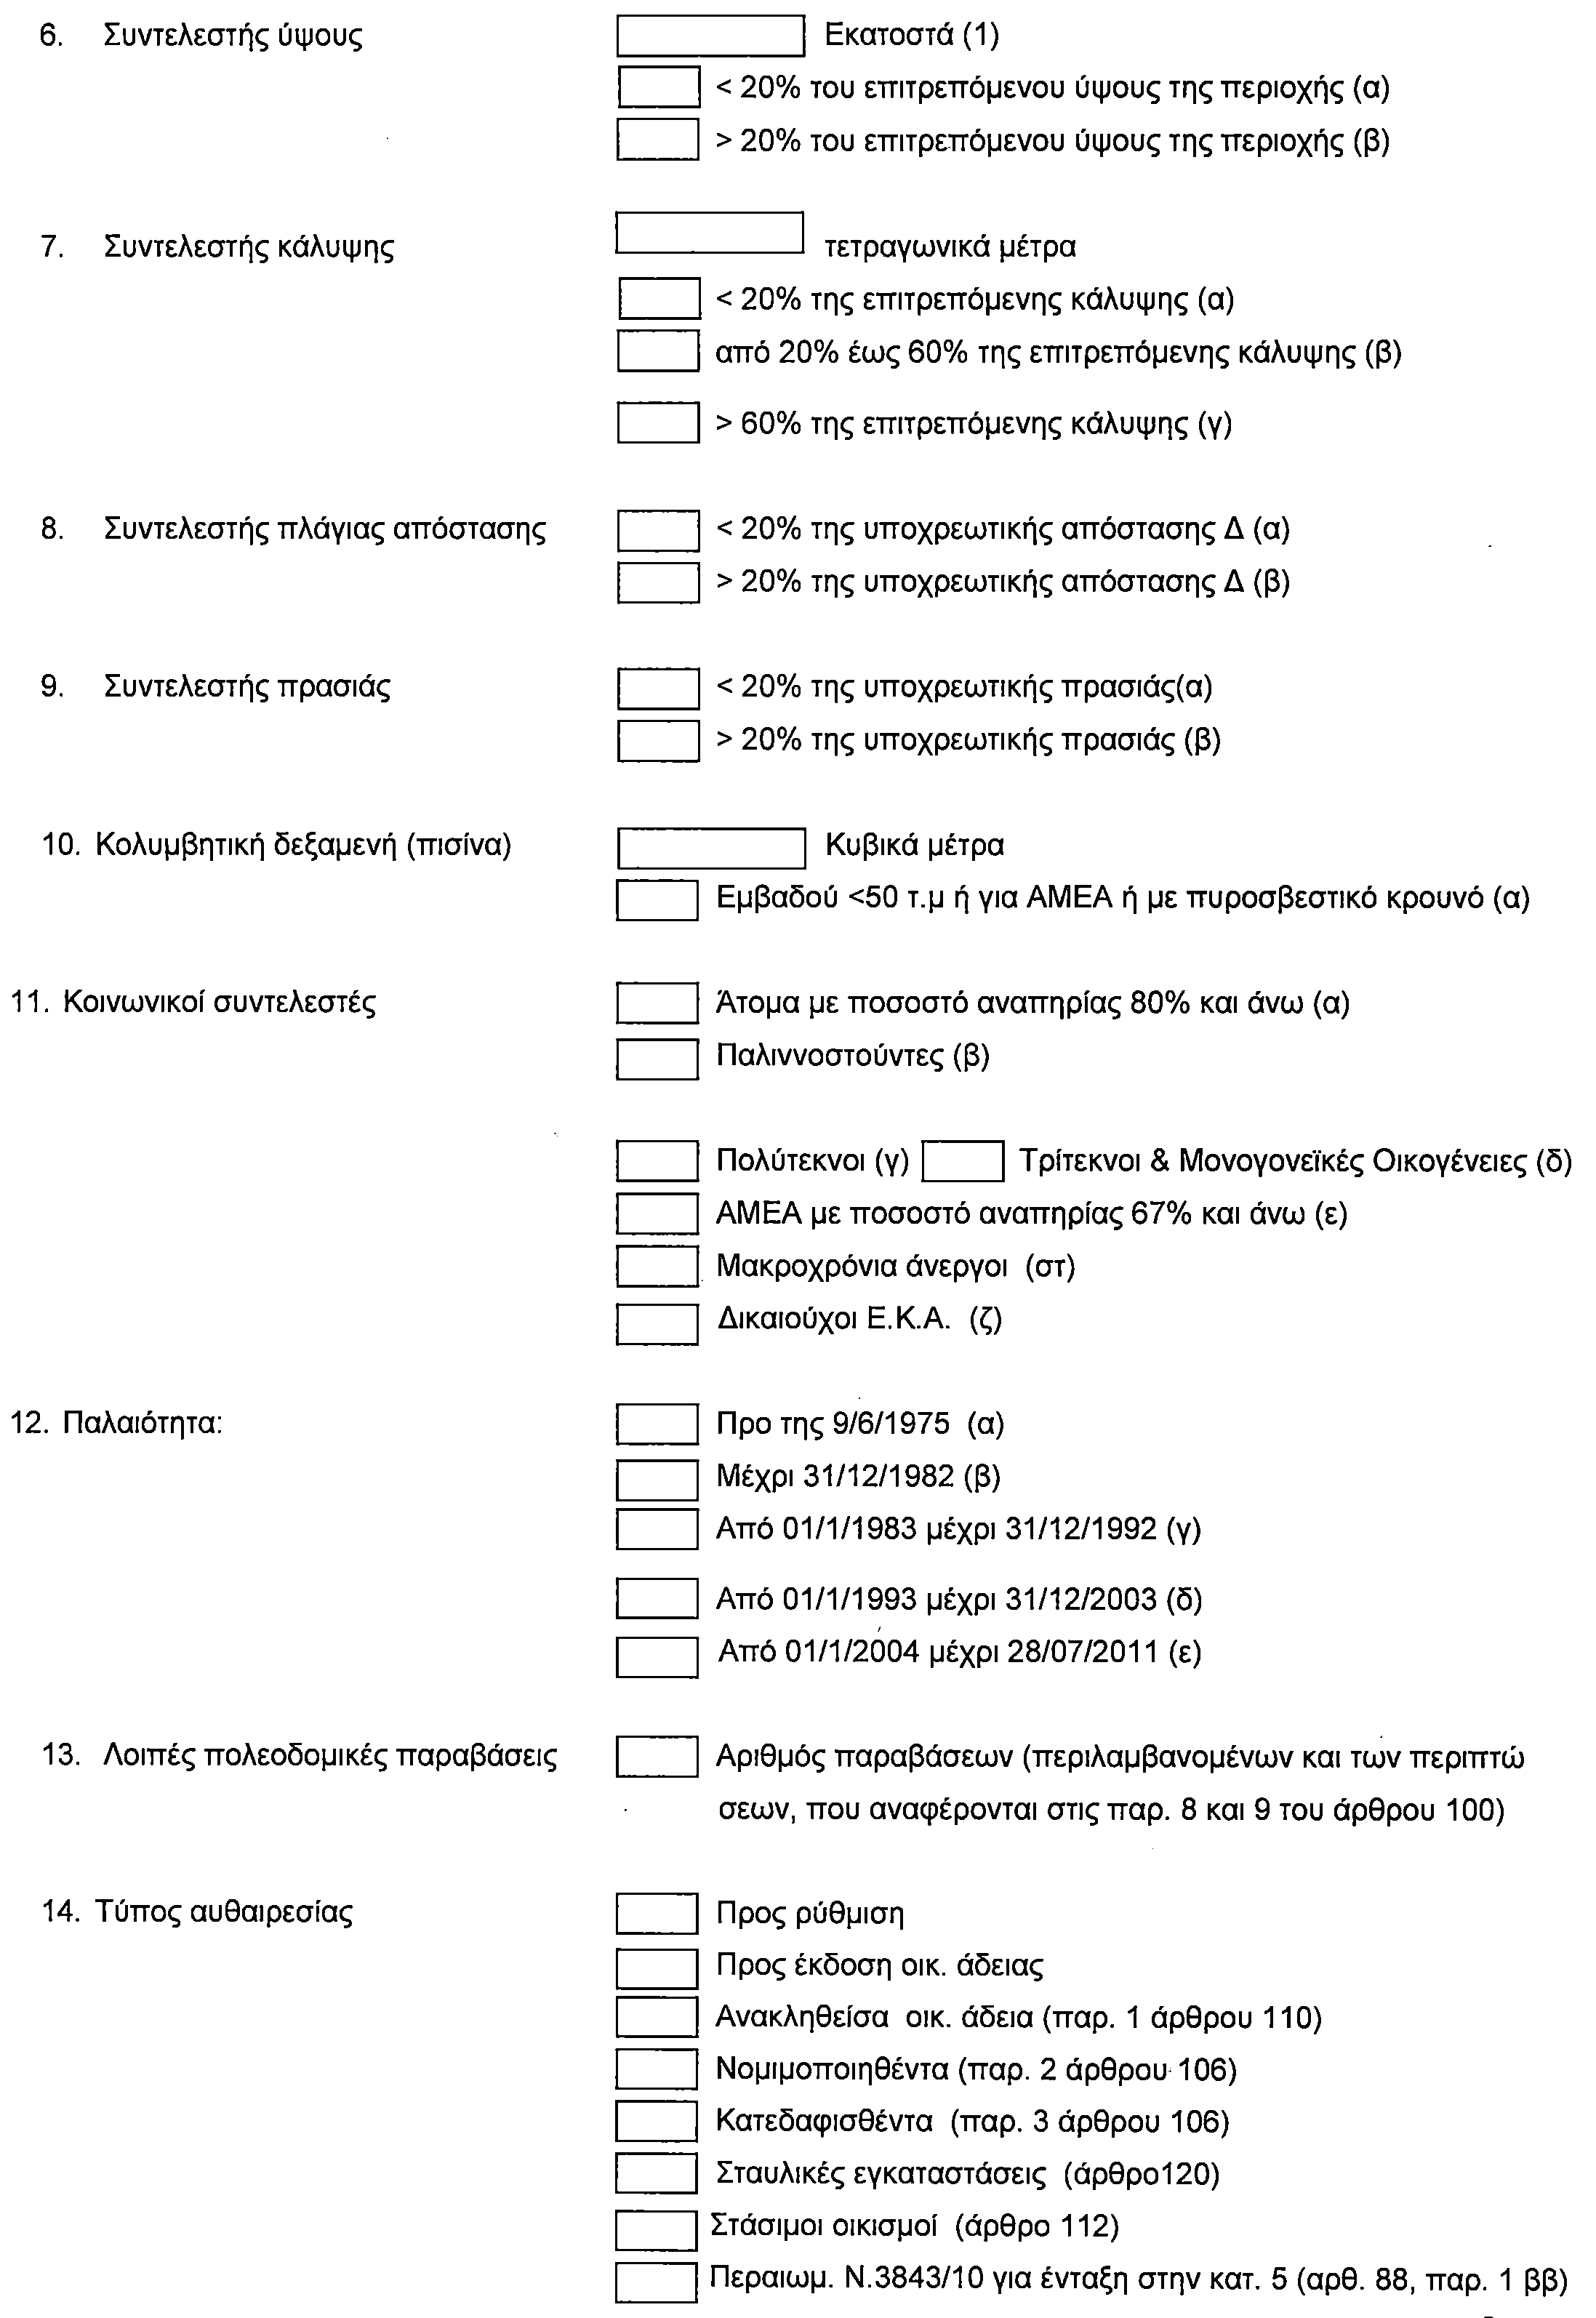 6. Συντελεστής ύψους Εκατοστά (1)
< 20% του επιτρεπόμενου ύψους της περιοχής (α)
> 20% του επιτρεπόμενου ύψους της περιοχής (β)
7. Συντελεστής κάλυψης τετραγωνικά μέτρα
< 20% της επιτρεπόμενης κάλυψης (α)
από 20% έως 60% της επιτρεπόμενης κάλυψης (β)
> 60% της επιτρεπόμενης κάλυψης (γ)
8. Συντελεστής πλάγιας απόστασης < 20% της υποχρεωτικής απόστασης Δ (α)
> 20% της υποχρεωτικής απόστασης Δ (β)
9. Συντελεστής πρασιάς < 20% της υποχρεωτικής πρασιάς(α)
> 20% της υποχρεωτικής πρασιάς (β)
10. Κολυμβητική δεξαμενή (πισίνα) Κυβικά μέτρα
Εμβαδού <50 τ.μ ή για ΑΜΕΑ ή με πυροσβεστικό κρουνό (α)
11. Κοινωνικοί συντελεστές Άτομα με ποσοστό αναπηρίας 80% και άνω (α)
Παλιννοστούντες (β)
Πολύτεκνοι (γ) Τρίτεκνοι & Μονογονεϊκές Οικογένειες (δ)
ΑΜΕΑ με ποσοστό αναπηρίας 67% και άνω (ε)
Μακροχρόνια άνεργοι (στ)
Δικαιούχοι Ε.Κ.Α. (ζ)
12. Παλαιότητα: Προ της 9/6/1975 (α)
Μέχρι 31/12/1982 (β)
Από 01/1/1983 μέχρι 31/12/1992 (γ)
Από 01/1/1993 μέχρι 31/12/2003 (δ)
Από 01/1/2004 μέχρι 28/07/2011 (ε)
13. Λοιπές πολεοδομικές παραβάσεις Αριθμός παραβάσεων (περιλαμβανομένων και των περιπτώ
σεων, που αναφέρονται στις παρ. 8 και 9 του άρθρου 100)
14. Τύπος αυθαιρεσίας Προς ρύθμιση
Προς έκδοση οικ. άδειας
Ανακληθείσα οικ. άδεια (παρ. 1 άρθρου 110)
Νομιμοποιηθέντα (παρ. 2 άρθρου 106)
Κατεδαφισθέντα (παρ. 3 άρθρου 106)
Σταυλικές εγκαταστάσεις (άρθρο120)
Στάσιμοι οικισμοί (άρθρο 112)
Περαιωμ. Ν.3843/10 για ένταξη στην κατ. 5 (αρθ. 88, παρ. 1 ββ)